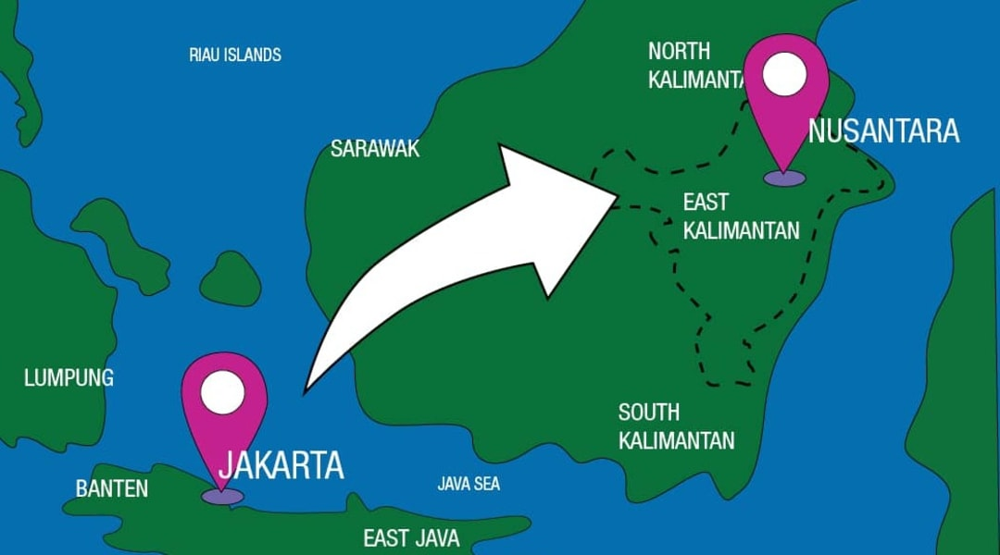 RIAU ISLANDS
NORTH
KALIMANTA
NUSANTARA
SARAWAK
EAST
KALIMANTAN
LUMPUNG
SOUTH
KALIMANTAN
JAKARTA
BANTEN
JAVA SEA
EAST JAVA